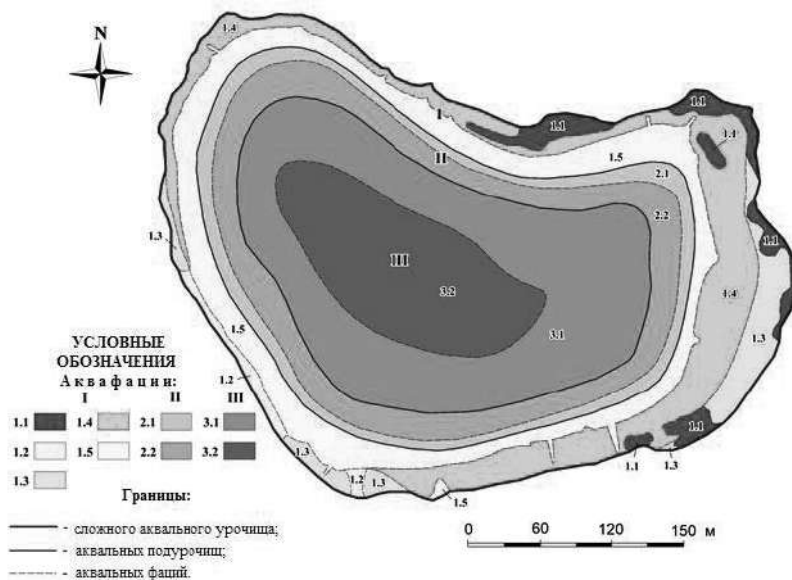 N
1.4
I
1.1
1.1
1.4
1.5
II
2.1
2.2
1.1
1.3
III
3.2
1.4
3.1
1.3
1.5
1.2
1.3
1.2
1.3
1.5
1.1
1.3
1.1
УСЛОВНЫЕ
ОБОЗНАЧЕНИЯ
Аквафации:
I II III
1.1 1.4 2.1 3.1
1.2 1.5 2.2 3.2
1.3
Границы:
- сложного аквального урочища;
- аквальных подурочищ;
- аквальных фаций.
0 60 120 150 м